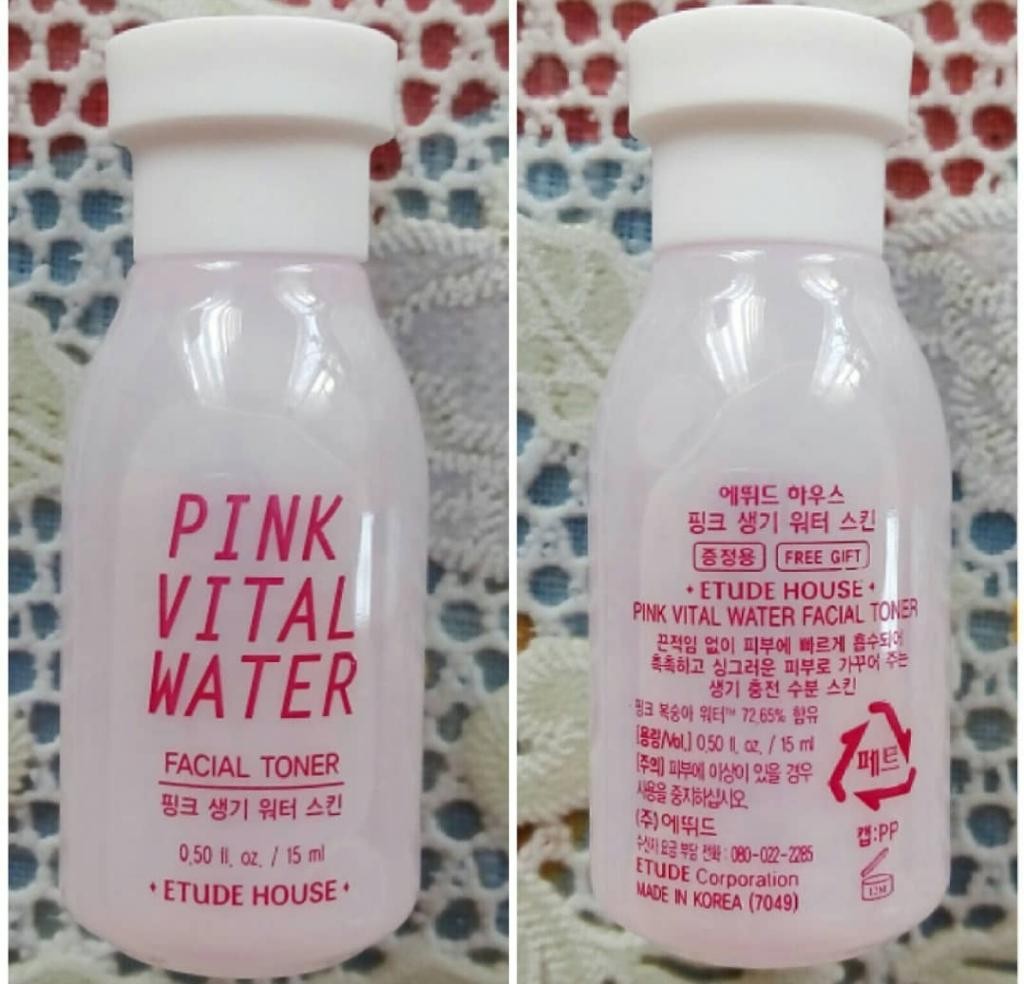 PINK
VITAL
WATER
FACIAL TONER
핑크 생기 워터 스킨
0.50 fl. oz. / 15 ml
ETUDE HOUSE
에뛰드 하우스
핑크 생기 워터 스킨
증정용 FREE GIFT
ETUDE HOUSE
PINK VITAL WATER FACIAL TONER
끈적임 없이 피부에 빠르게 흡수되어
촉촉하고 싱그러운 피부로 가꾸어 주는
생기 충전 수분 스킨
핑크 복숭아 워터™ 72.65% 함유
[용량/Vol.] 0.50 fl. oz. / 15 ml
[주의] 피부에 이상이 있을 경우
사용을 중지하십시오
(주)에뛰드
수신자 요금 부담 전화 : 080-022-2285
ETUDE Corporation
MADE IN KOREA (7049)
페트
캡:PP
12M